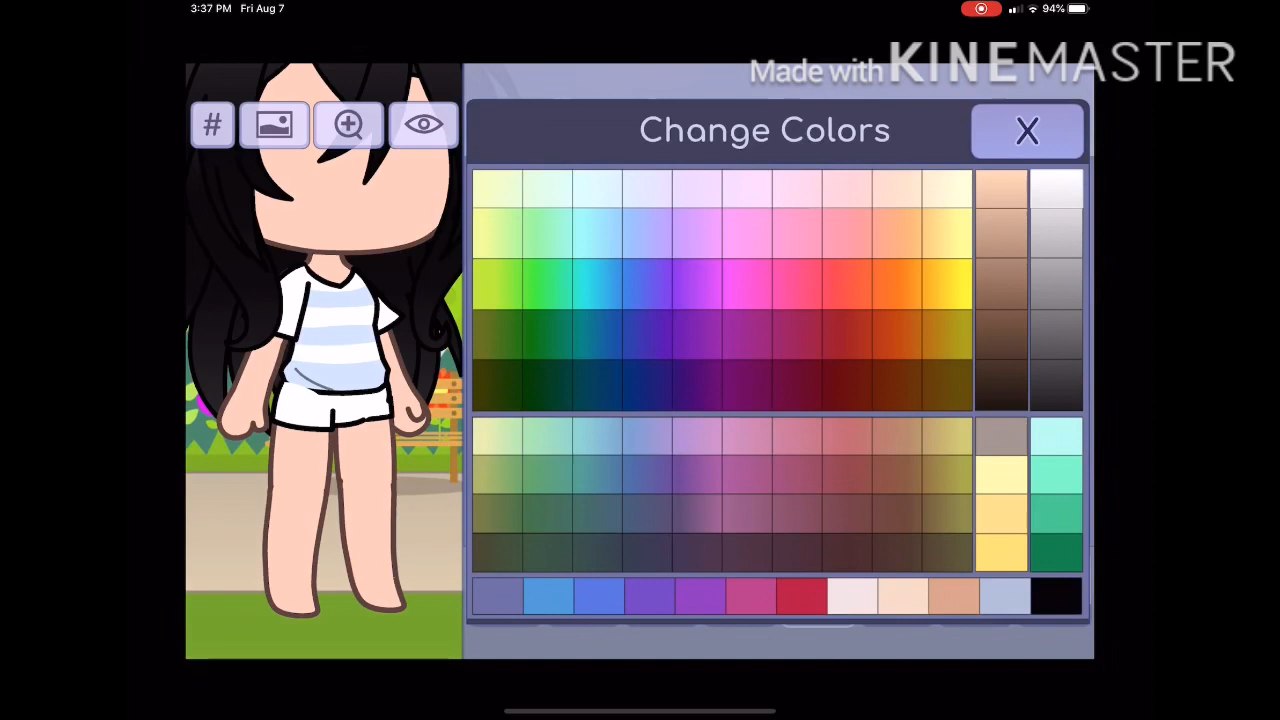 3:37 PM Fri Aug 7
94%
Made with KINEMASTER
#
Change Colors
X